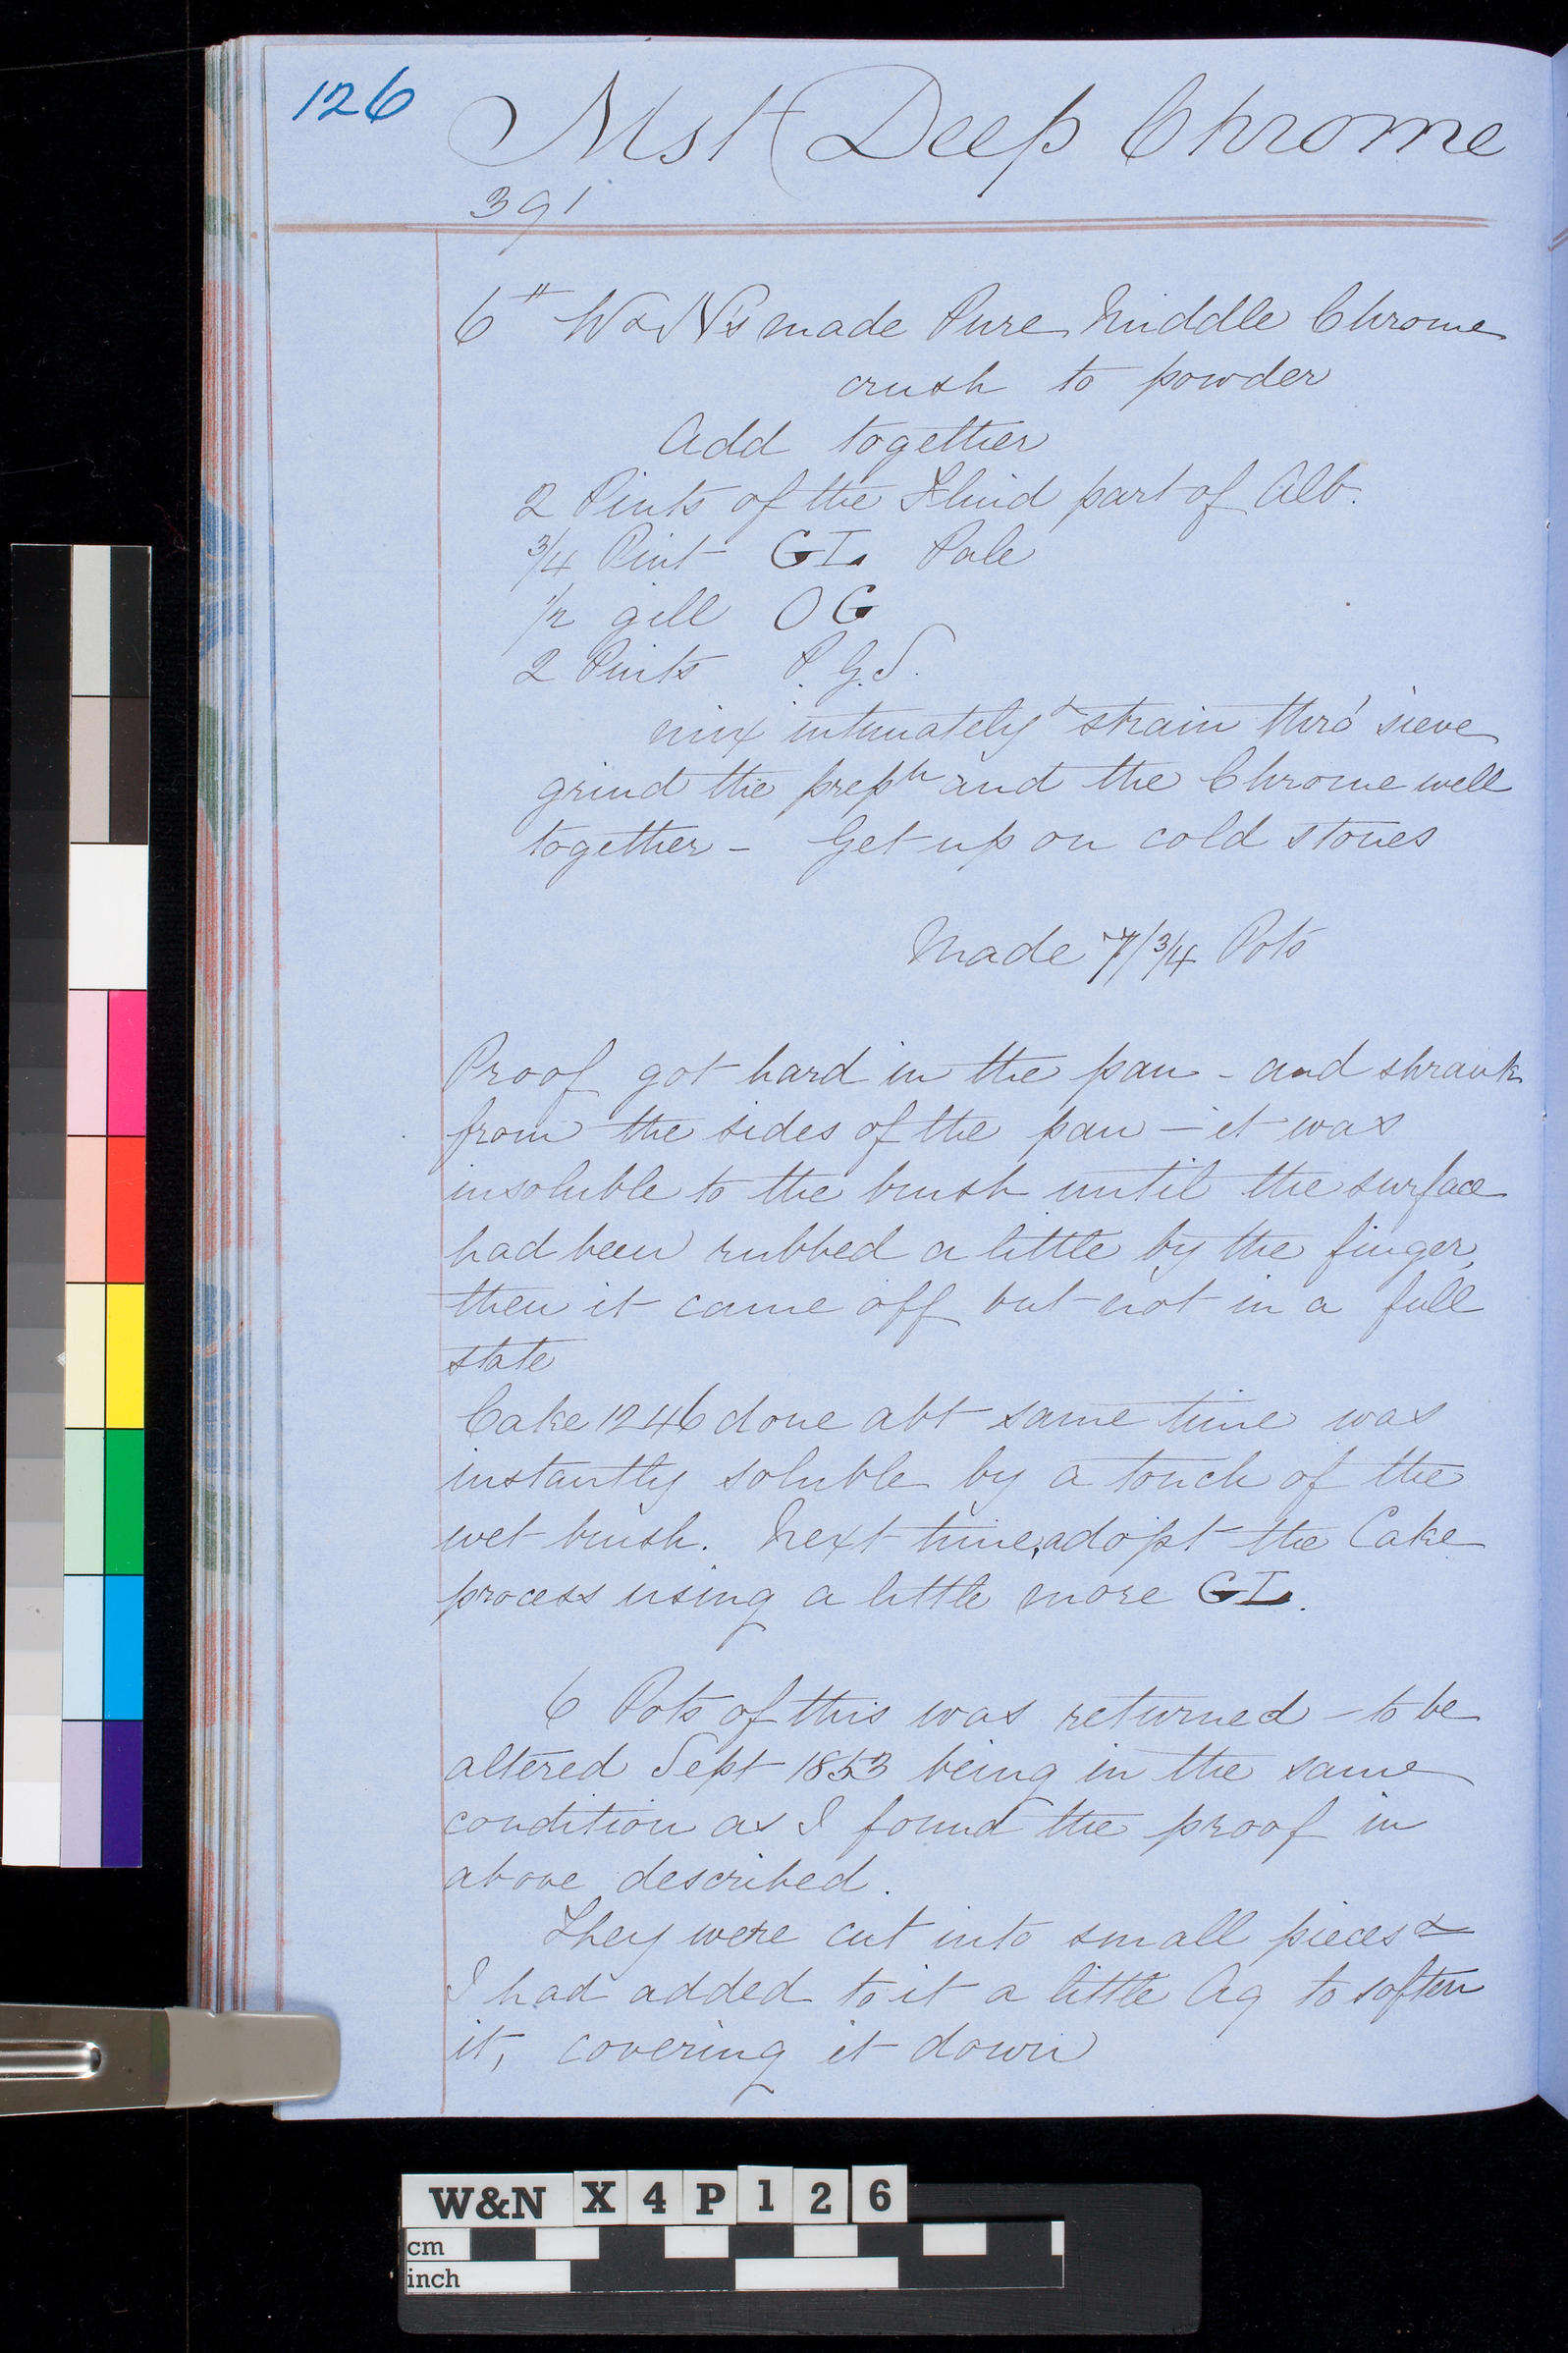 126
Mst Deep Chrome
391
6# W&N's made Pure Middle Chrome
crush to powder
Add together
2 Pints of the Fluid part of Alb.
3/4 Pint GL Pale
1/2 gill OG
2 Pints P.G.S.
mix intimately & strain thro' sieve
grind the prepn and the Chrome well
together - Get up on cold stones
Made 7/3/4 Pots
Proof got hard in the pan - and shrank
from the sides of the pan - it was
insoluble to the brush until the surface
had been rubbed a little by the finger,
then it came off but not in a full
state
Cake 1246 done abt same time was
instantly soluble by a touch of the
wet brush. Next time, adopt the Cake
process using a little more GL.
6 Pots of this was returned - to be
altered Sept 1853 being in the same
condition as I found the proof in
above described.
They were cut into small pieces &
I had added to it a little Aq to soften
it, covering it down
W&N X 4 P 1 2 6
cm
inch